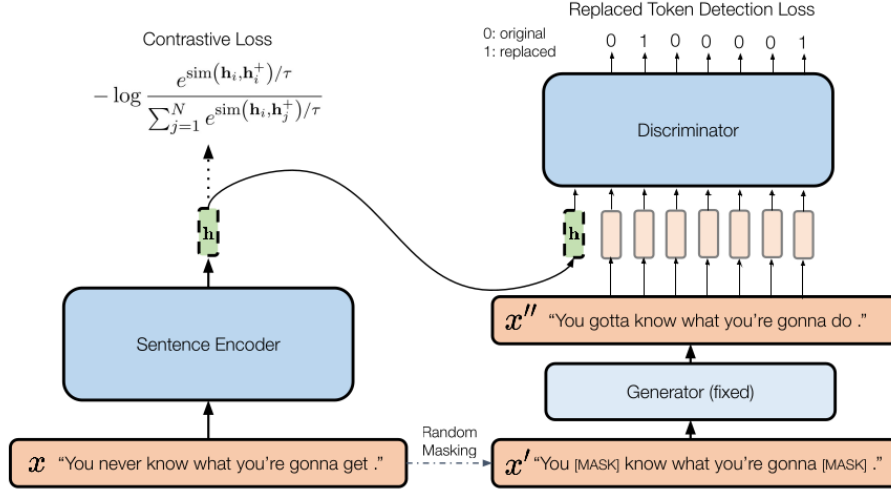 Replaced Token Detection Loss
0: original
1: replaced
0 1 0 0 0 0 1
Contrastive Loss
− log e^{sim(h_i,h_i^+)/τ} / ∑_{j=1}^{N} e^{sim(h_i,h_j^+)/τ}
Discriminator
h
h
x″ “You gotta know what you're gonna do .”
Sentence Encoder
Generator (fixed)
Random
Masking
x “You never know what you're gonna get .”
x′ “You [MASK] know what you're gonna [MASK] .”